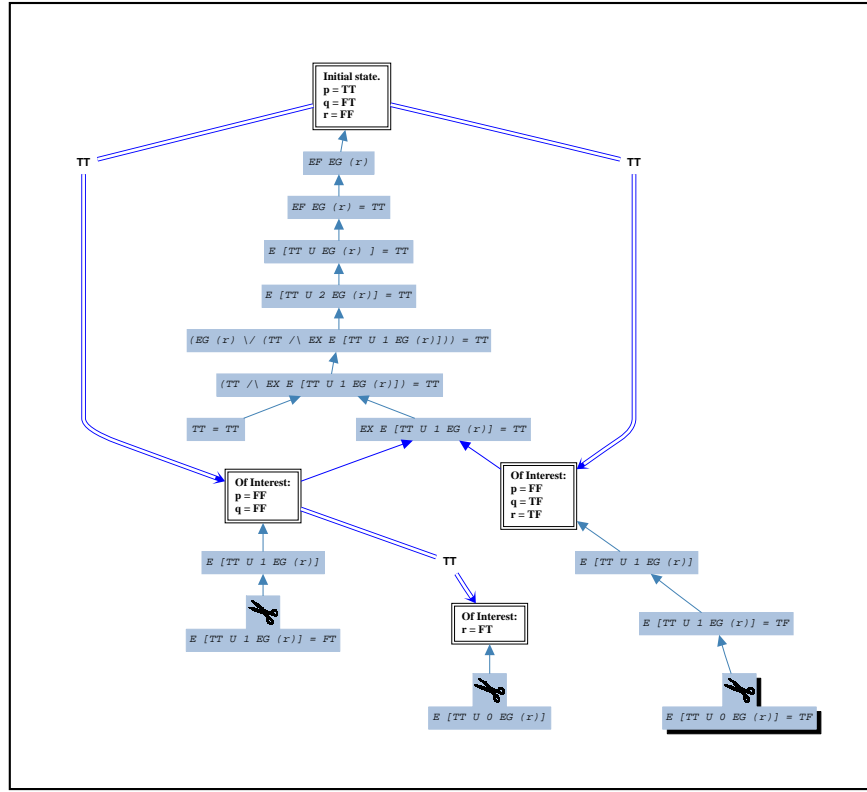 Initial state.
p = TT
q = FT
r = FF
TT
TT
EF EG (r)
EF EG (r) = TT
E [TT U EG (r) ] = TT
E [TT U 2 EG (r)] = TT
(EG (r) \/ (TT /\ EX E [TT U 1 EG (r)])) = TT
(TT /\ EX E [TT U 1 EG (r)]) = TT
TT = TT
EX E [TT U 1 EG (r)] = TT
Of Interest:
p = FF
q = FF
Of Interest:
p = FF
q = TF
r = TF
E [TT U 1 EG (r)]
TT
E [TT U 1 EG (r)]
Of Interest:
r = FT
E [TT U 1 EG (r)] = FT
E [TT U 1 EG (r)] = TF
E [TT U 0 EG (r)]
E [TT U 0 EG (r)] = TF